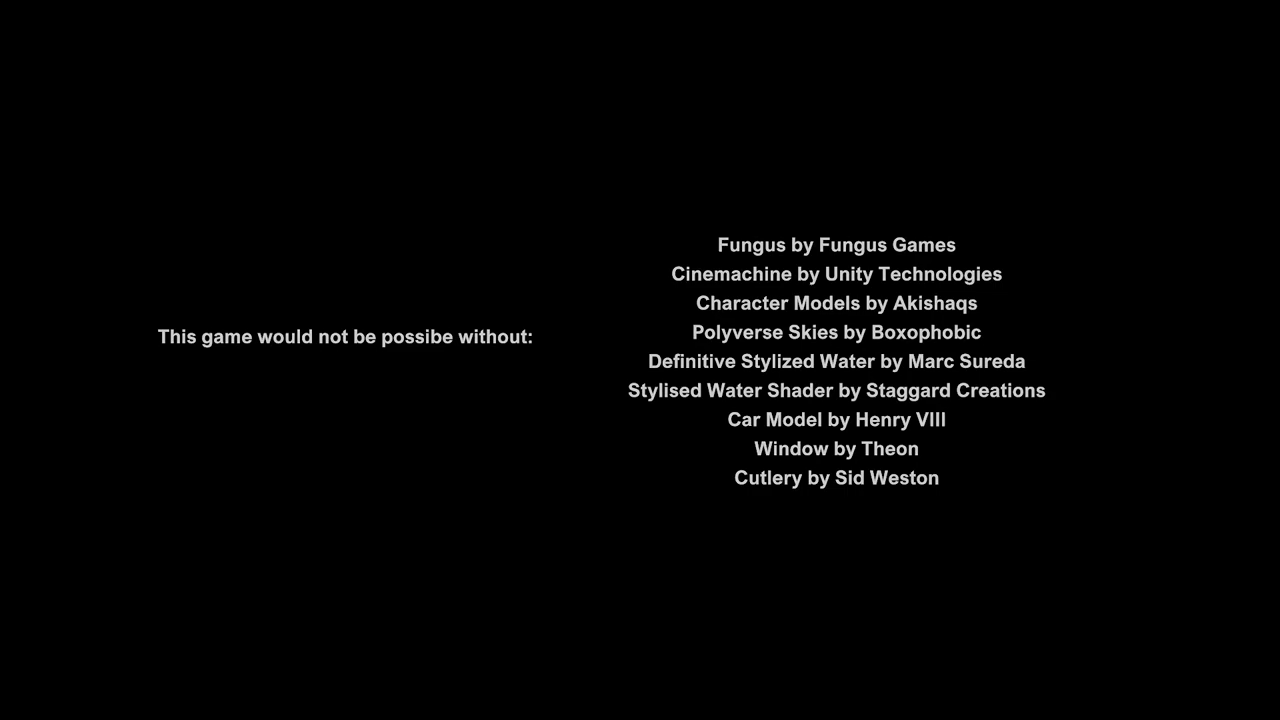 This game would not be possibe without:
Fungus by Fungus Games
Cinemachine by Unity Technologies
Character Models by Akishaqs
Polyverse Skies by Boxophobic
Definitive Stylized Water by Marc Sureda
Stylised Water Shader by Staggard Creations
Car Model by Henry VIII
Window by Theon
Cutlery by Sid Weston